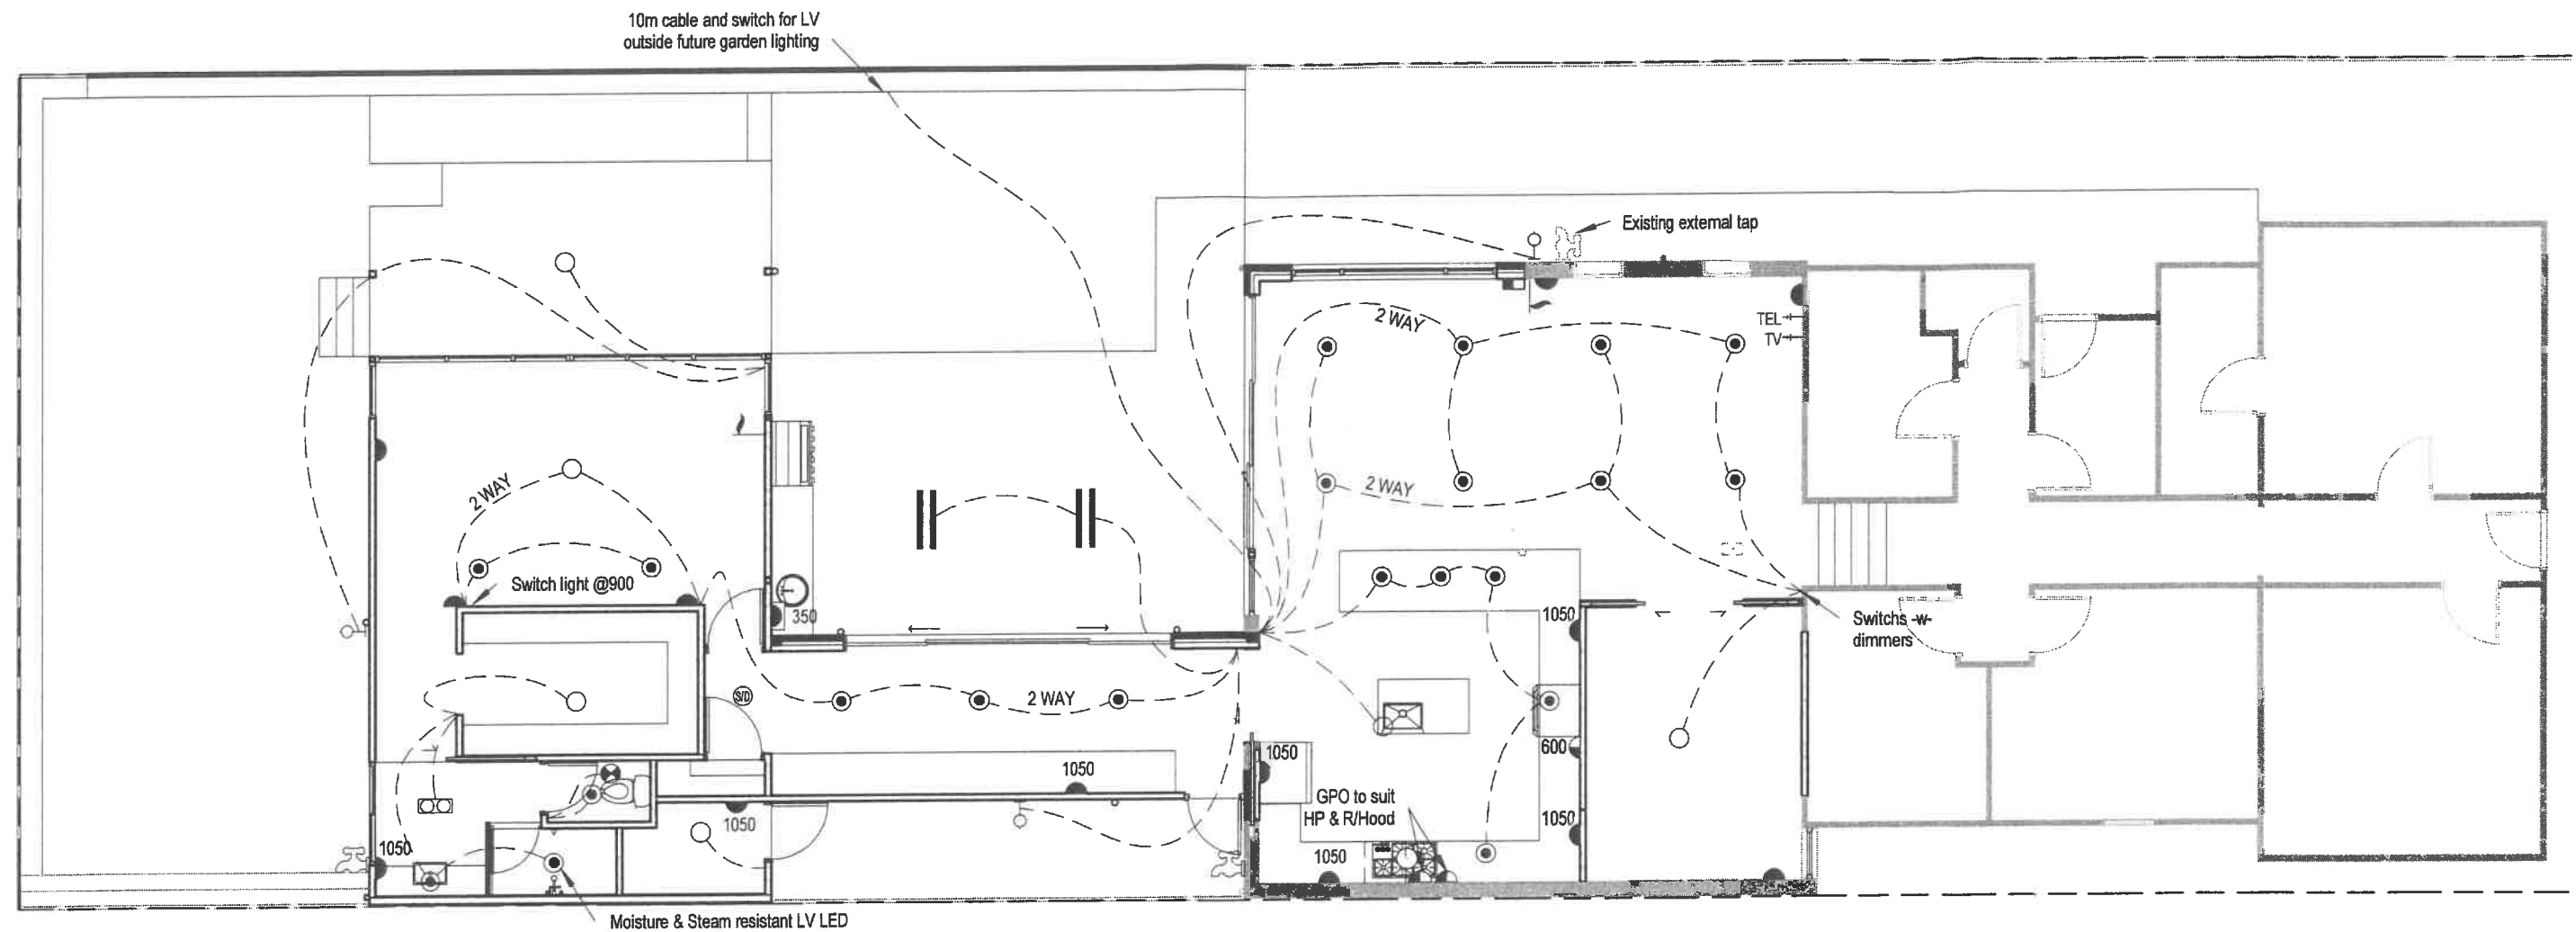 10m cable and switch for LV
outside future garden lighting
Existing external tap
2 WAY
TEL
TV
2 WAY
2 WAY
Switch light @900
350
1050
Switchs -w-
dimmers
S/D
2 WAY
600
1050
1050
GPO to suit
HP & R/Hood
1050
1050
1050
1050
Moisture & Steam resistant LV LED